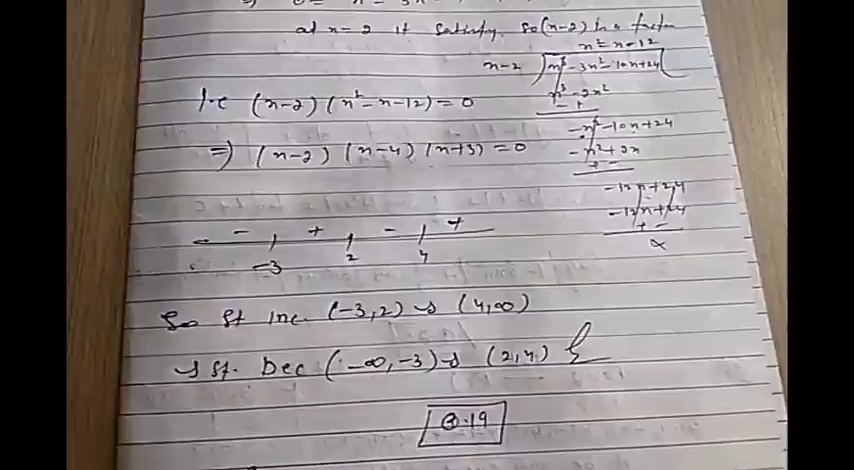 at x = 2 it satisfy, so (x-2) is a factor
x² - x - 12
x-2 ) x³ - 3x² - 10x + 24 (
x³ - 2x²
- +
i.e (x-2) (x² - x - 12) = 0
- x² - 10x + 24
- x² + 2x
+ -
⇒ (x-2) (x-4) (x+3) = 0
-12x + 24
-12x + 24
+ -
x
- + - +
-3 2 4
So St inc. (-3, 2) ∪ (4, ∞)
St. Dec (-∞, -3) ∪ (2, 4)
Q.19